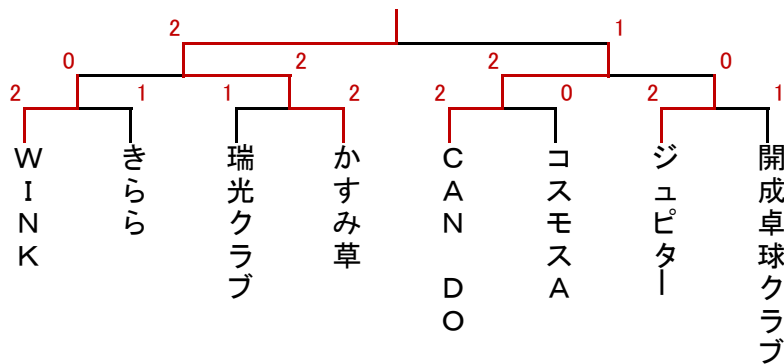 2 1
0 2 2 0
2 1 1 2 2 0 2 1
WINK
きらら
瑞光クラブ
かすみ草
CAN DO
コスモスA
ジュピター
開成卓球クラブ